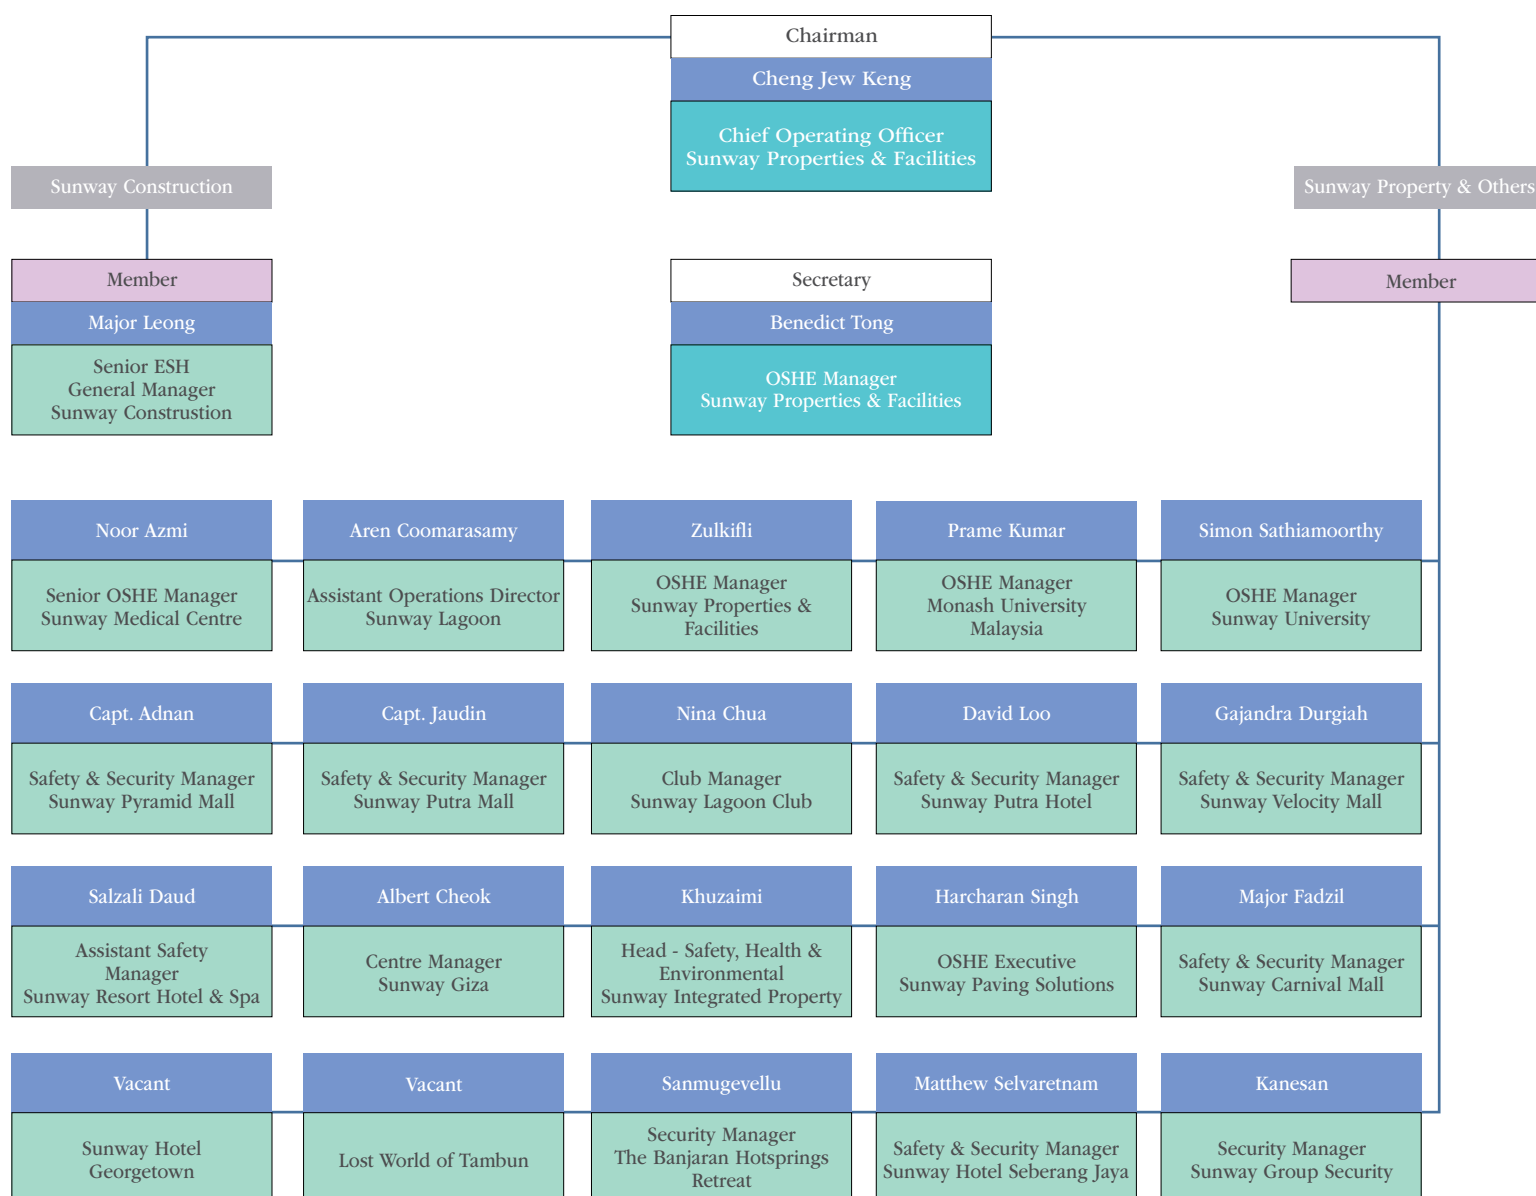 Chairman
Cheng Jew Keng
Chief Operating Officer
Sunway Properties & Facilities
Sunway Construction
Sunway Property & Others
Member
Major Leong
Senior ESH
General Manager
Sunway Construstion
Secretary
Benedict Tong
OSHE Manager
Sunway Properties & Facilities
Member
Noor Azmi
Senior OSHE Manager
Sunway Medical Centre
Aren Coomarasamy
Assistant Operations Director
Sunway Lagoon
Zulkifli
OSHE Manager
Sunway Properties &
Facilities
Prame Kumar
OSHE Manager
Monash University
Malaysia
Simon Sathiamoorthy
OSHE Manager
Sunway University
Capt. Adnan
Safety & Security Manager
Sunway Pyramid Mall
Capt. Jaudin
Safety & Security Manager
Sunway Putra Mall
Nina Chua
Club Manager
Sunway Lagoon Club
David Loo
Safety & Security Manager
Sunway Putra Hotel
Gajandra Durgiah
Safety & Security Manager
Sunway Velocity Mall
Salzali Daud
Assistant Safety
Manager
Sunway Resort Hotel & Spa
Albert Cheok
Centre Manager
Sunway Giza
Khuzaimi
Head - Safety, Health &
Environmental
Sunway Integrated Property
Harcharan Singh
OSHE Executive
Sunway Paving Solutions
Major Fadzil
Safety & Security Manager
Sunway Carnival Mall
Vacant
Sunway Hotel
Georgetown
Vacant
Lost World of Tambun
Sanmugevellu
Security Manager
The Banjaran Hotsprings
Retreat
Matthew Selvaretnam
Safety & Security Manager
Sunway Hotel Seberang Jaya
Kanesan
Security Manager
Sunway Group Security